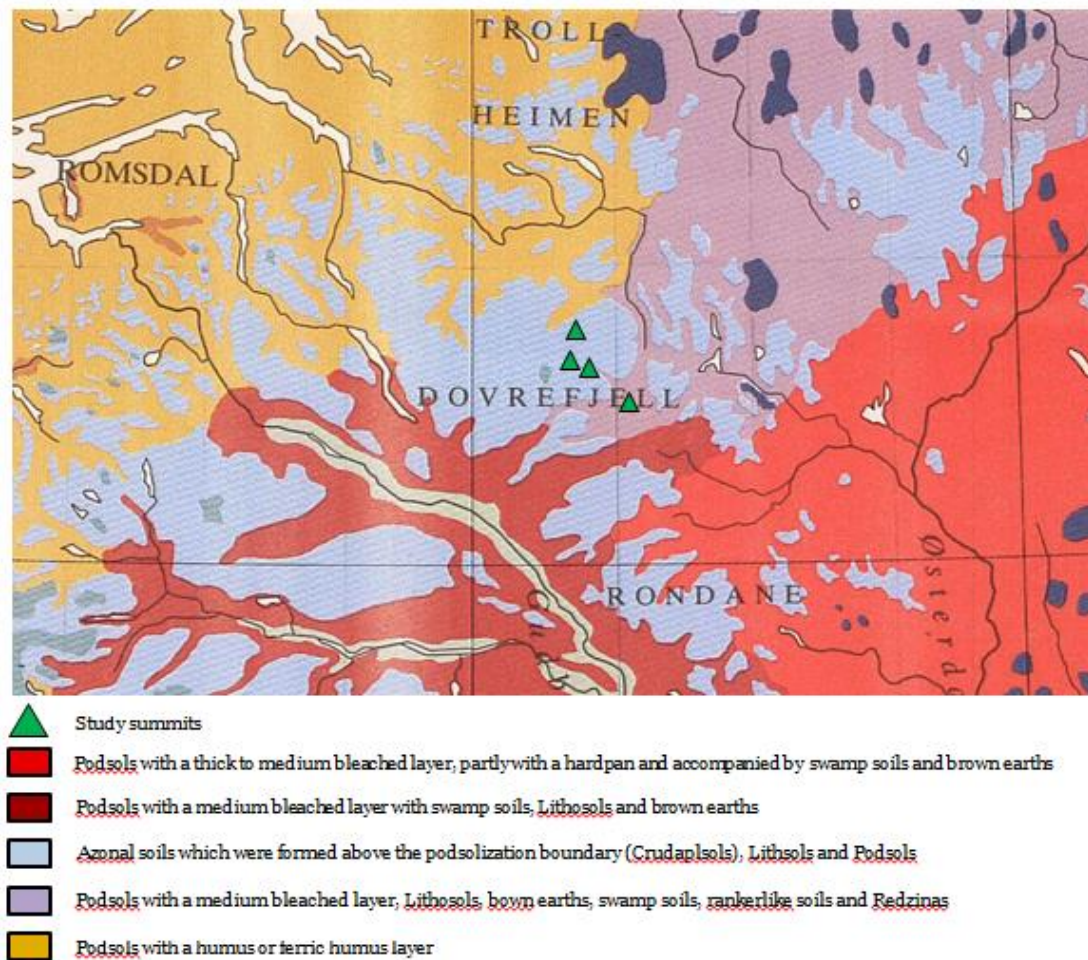 TROLL-
HEIMEN
ROMSDAL
DOVREFJELL
RONDANE
Østerd
Gudb
Study summits
Podsols with a thick to medium bleached layer, partly with a hardpan and accompanied by swamp soils and brown earths
Podsols with a medium bleached layer with swamp soils, Lithosols and brown earths
Azonal soils which were formed above the podsolization boundary (Crudaplsols), Lithsols and Podsols
Podsols with a medium bleached layer, Lithosols, bown earths, swamp soils, rankerlike soils and Redzinas
Podsols with a humus or ferric humus layer